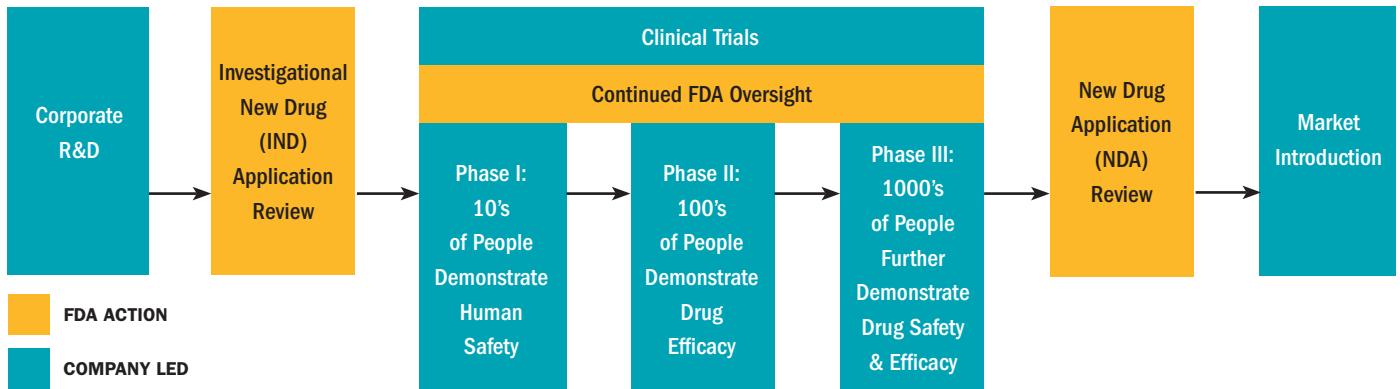 Corporate
R&D
Investigational
New Drug
(IND)
Application
Review
Clinical Trials
Continued FDA Oversight
Phase I:
10's
of People
Demonstrate
Human
Safety
Phase II:
100's
of People
Demonstrate
Drug
Efficacy
Phase III:
1000's
of People
Further
Demonstrate
Drug Safety
& Efficacy
New Drug
Application
(NDA)
Review
Market
Introduction
FDA ACTION
COMPANY LED